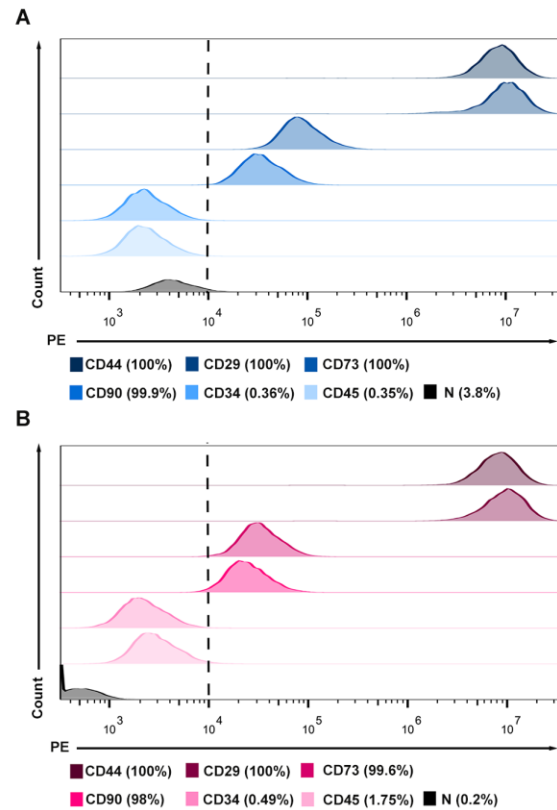 A
Count
10³ 10⁴ 10⁵ 10⁶ 10⁷
PE
CD44 (100%) CD29 (100%) CD73 (100%)
CD90 (99.9%) CD34 (0.36%) CD45 (0.35%) N (3.8%)
B
Count
10³ 10⁴ 10⁵ 10⁶ 10⁷
PE
CD44 (100%) CD29 (100%) CD73 (99.6%)
CD90 (98%) CD34 (0.49%) CD45 (1.75%) N (0.2%)